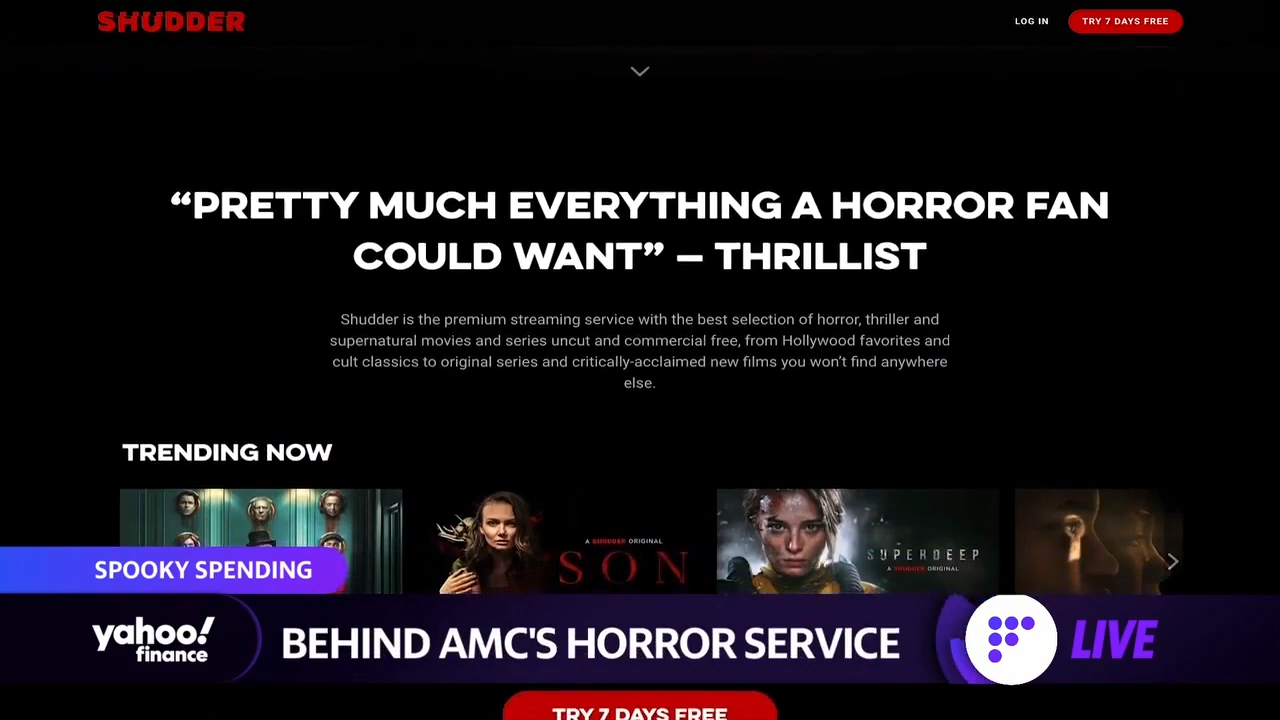 SHUDDER
LOG IN
TRY 7 DAYS FREE
“PRETTY MUCH EVERYTHING A HORROR FAN
COULD WANT” – THRILLIST
Shudder is the premium streaming service with the best selection of horror, thriller and
supernatural movies and series uncut and commercial free, from Hollywood favorites and
cult classics to original series and critically-acclaimed new films you won’t find anywhere
else.
TRENDING NOW
A SHUDDER ORIGINAL
SON
SUPERDEEP
A SHUDDER ORIGINAL
SPOOKY SPENDING
yahoo!
finance
BEHIND AMC'S HORROR SERVICE
LIVE
TRY 7 DAYS FREE